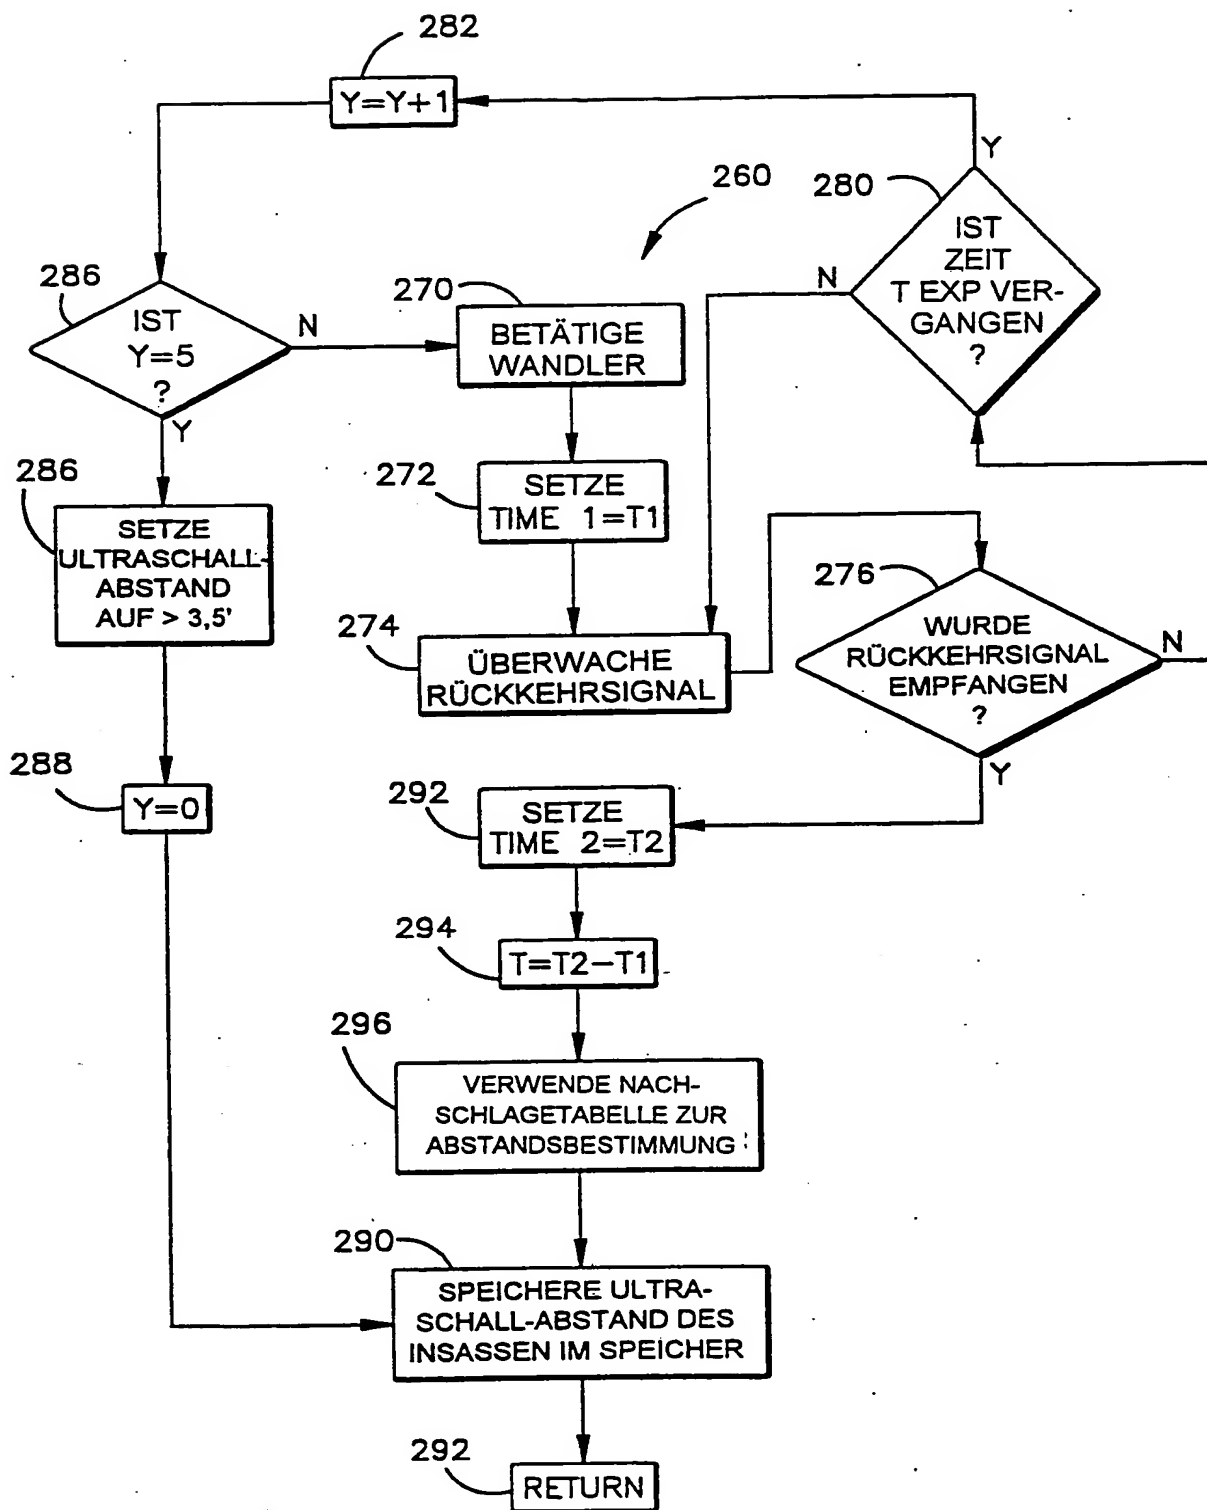 282
Y=Y+1
Y
260
280
IST
ZEIT
T EXP VER-
GANGEN
?
N
286
IST
Y=5
?
N
Y
270
BETÄTIGE
WANDLER
272
SETZE
TIME 1=T1
286
SETZE
ULTRASCHALL-
ABSTAND
AUF > 3,5'
274
ÜBERWACHE
RÜCKKEHRSIGNAL
276
WURDE
RÜCKKEHRSIGNAL
EMPFANGEN
?
N
Y
288
Y=0
292
SETZE
TIME 2=T2
294
T=T2-T1
296
VERWENDE NACH-
SCHLAGETABELLE ZUR
ABSTANDSBESTIMMUNG
290
SPEICHERE ULTRA-
SCHALL-ABSTAND DES
INSASSEN IM SPEICHER
292
RETURN